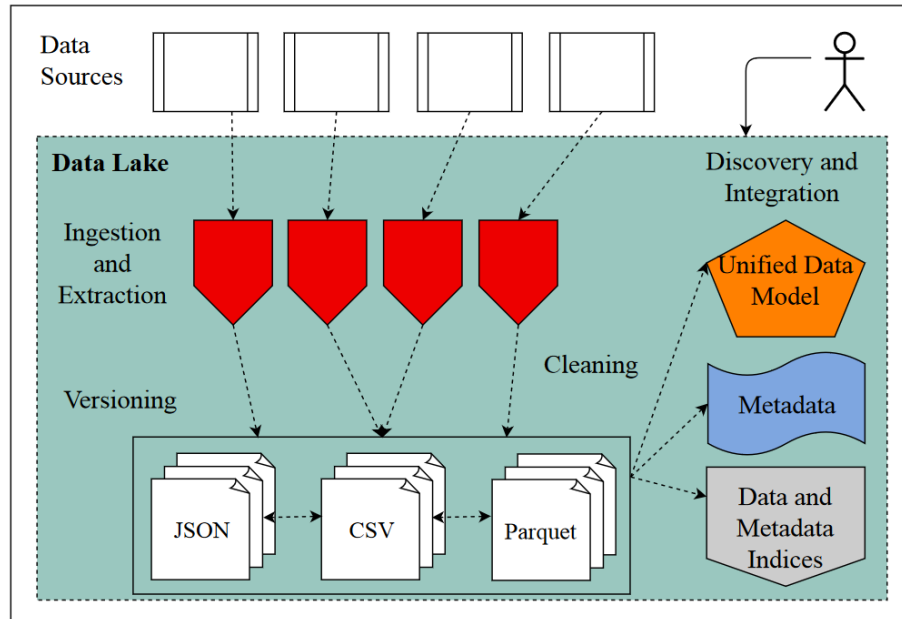 Data
Sources
Data Lake
Discovery and
Integration
Ingestion
and
Extraction
Unified Data
Model
Cleaning
Versioning
Metadata
JSON
CSV
Parquet
Data and
Metadata
Indices